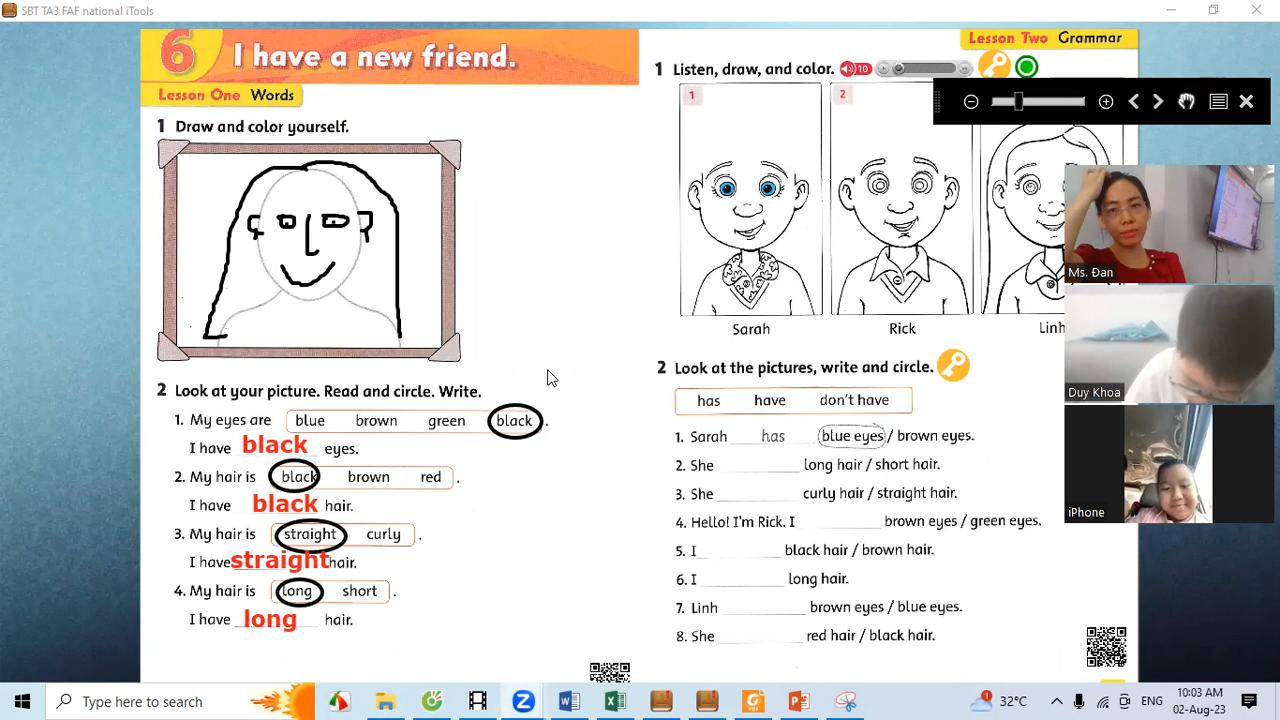 SBT TA3 FAF national iTools
6 I have a new friend.
Lesson One Words
1 Draw and color yourself.
2 Look at your picture. Read and circle. Write.
1. My eyes are blue brown green black .
I have black eyes.
2. My hair is black brown red .
I have black hair.
3. My hair is straight curly .
I have straight hair.
4. My hair is long short .
I have long hair.
Lesson Two Grammar
1 Listen, draw, and color. 10
1
2
Sarah
Rick
Linh
2 Look at the pictures, write and circle.
has have don't have
1. Sarah has blue eyes / brown eyes.
2. She long hair / short hair.
3. She curly hair / straight hair.
4. Hello! I'm Rick. I brown eyes / green eyes.
5. I black hair / brown hair.
6. I long hair.
7. Linh brown eyes / blue eyes.
8. She red hair / black hair.
Ms. Đan
Duy Khoa
iPhone
Type here to search
1
32°C
ENG
10:03 AM
02-Aug-23